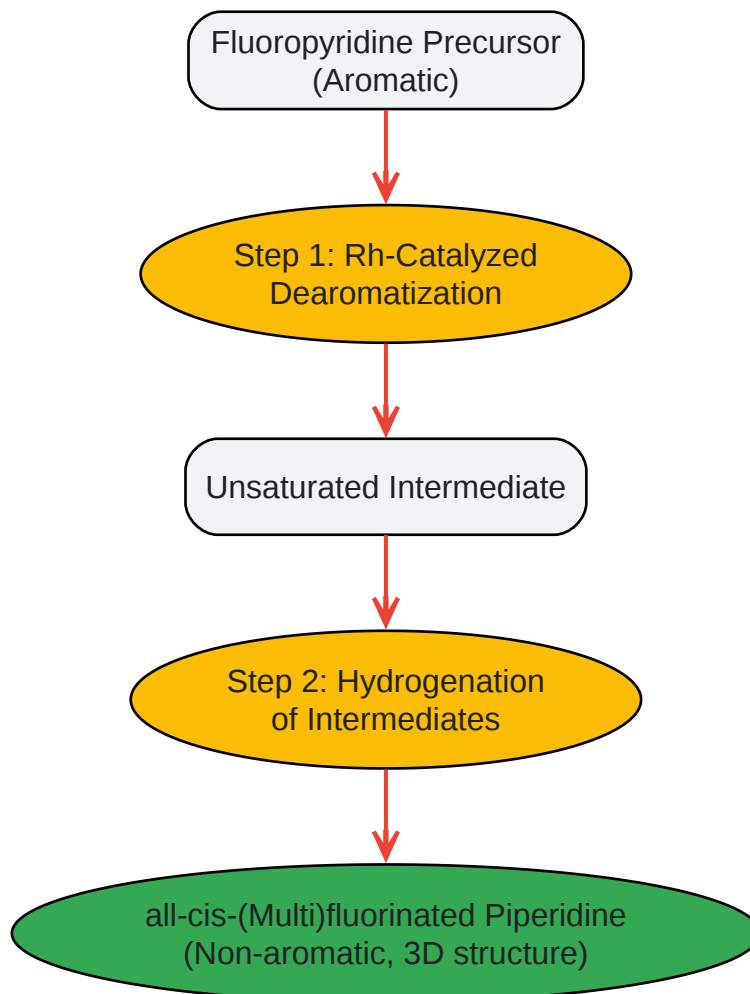 Fluoropyridine Precursor
(Aromatic)
Step 1: Rh-Catalyzed
Dearomatization
Unsaturated Intermediate
Step 2: Hydrogenation
of Intermediates
all-cis-(Multi)fluorinated Piperidine
(Non-aromatic, 3D structure)